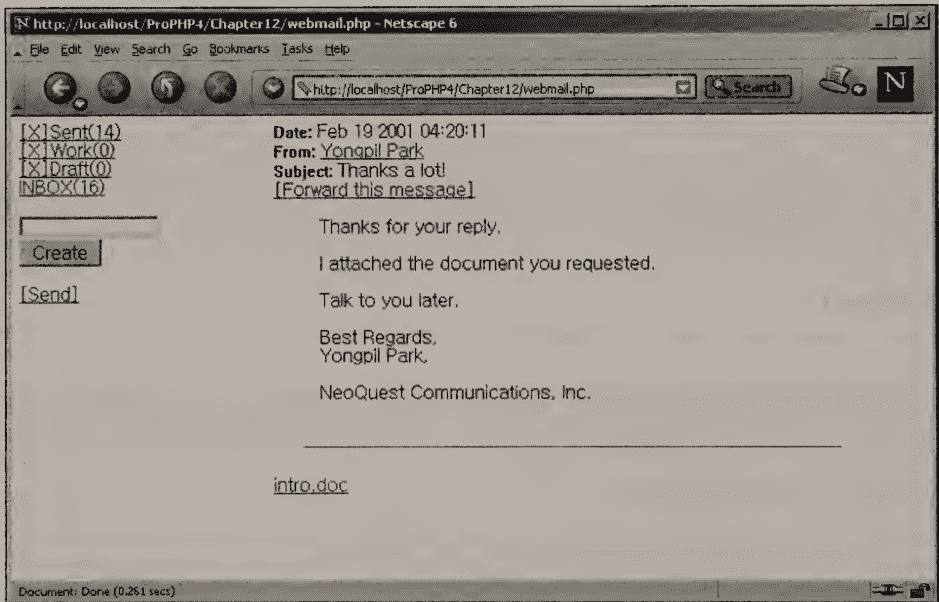 http://localhost/ProPHP4/Chapter12/webmail.php - Netscape 6
File Edit View Search Go Bookmarks Tasks Help
http://localhost/ProPHP4/Chapter12/webmail.php Search N
[X]Sent(14)
[X]Work(0)
[X]Draft(0)
INBOX(16)
Create
[Send]
Date: Feb 19 2001 04:20:11
From: Yongpil Park
Subject: Thanks a lot!
[Forward this message]
Thanks for your reply.
I attached the document you requested.
Talk to you later.
Best Regards,
Yongpil Park,
NeoQuest Communications, Inc.
intro.doc
Document: Done (0.261 secs)